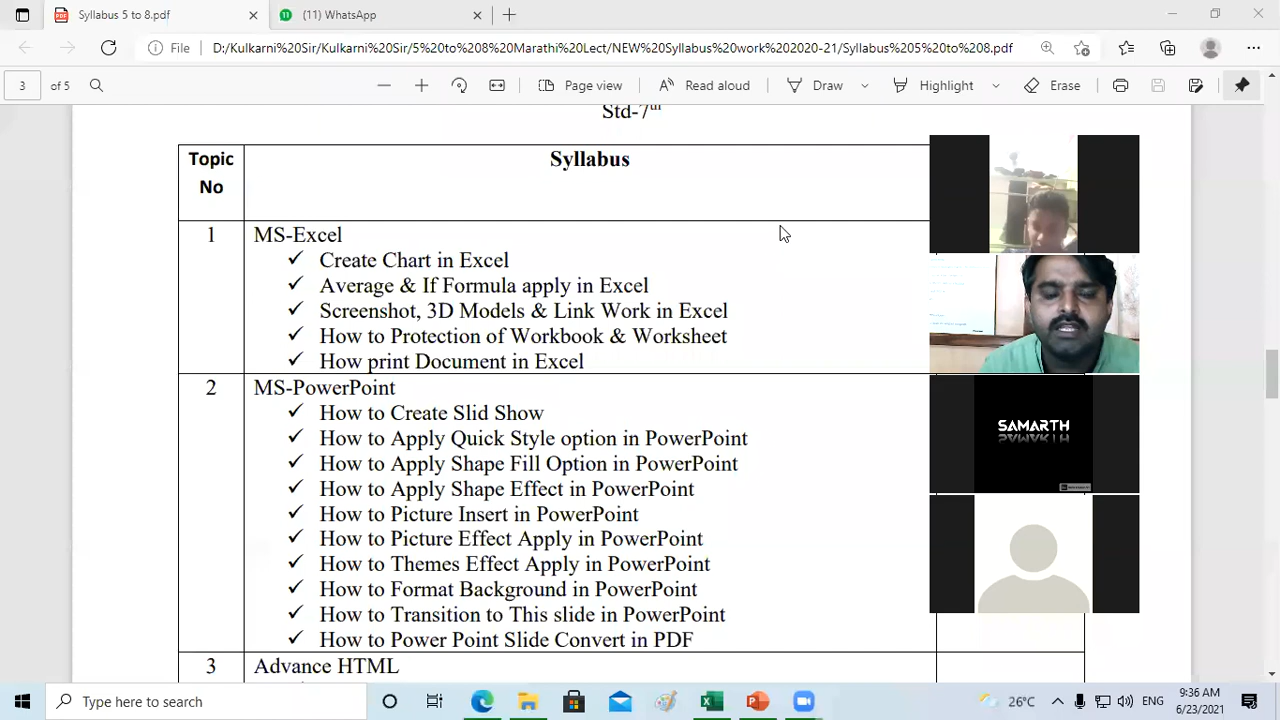 Syllabus 5 to 8.pdf
(11) WhatsApp
File
D:/Kulkarni%20Sir/Kulkarni%20Sir/5%20to%208%20Marathi%20Lect/NEW%20Syllabus%20work%202020-21/Syllabus%205%20to%208.pdf
3 of 5
Page view
Read aloud
Draw
Highlight
Erase
Std-7th
Topic No
Syllabus
1 MS-Excel
✓ Create Chart in Excel
✓ Average & If Formula apply in Excel
✓ Screenshot, 3D Models & Link Work in Excel
✓ How to Protection of Workbook & Worksheet
✓ How print Document in Excel
2 MS-PowerPoint
✓ How to Create Slid Show
✓ How to Apply Quick Style option in PowerPoint
✓ How to Apply Shape Fill Option in PowerPoint
✓ How to Apply Shape Effect in PowerPoint
✓ How to Picture Insert in PowerPoint
✓ How to Picture Effect Apply in PowerPoint
✓ How to Themes Effect Apply in PowerPoint
✓ How to Format Background in PowerPoint
✓ How to Transition to This slide in PowerPoint
✓ How to Power Point Slide Convert in PDF
3 Advance HTML
SAMARTH
Type here to search
26°C
ENG
9:36 AM
6/23/2021